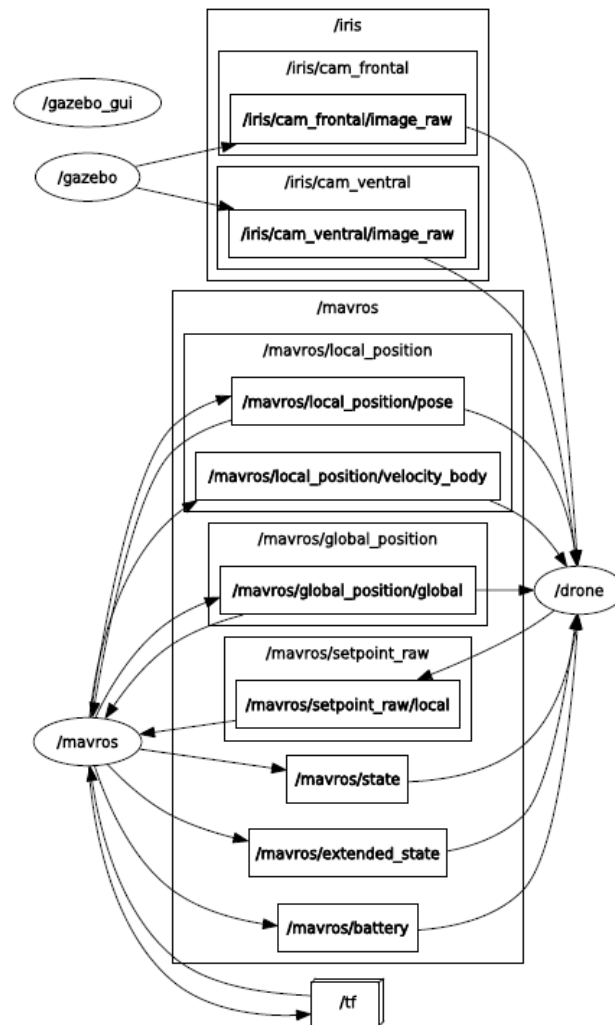 /iris
/iris/cam_frontal
/gazebo_gui
/iris/cam_frontal/image_raw
/gazebo
/iris/cam_ventral
/iris/cam_ventral/image_raw
/mavros
/mavros/local_position
/mavros/local_position/pose
/mavros/local_position/velocity_body
/mavros/global_position
/mavros/global_position/global
/drone
/mavros/setpoint_raw
/mavros/setpoint_raw/local
/mavros
/mavros/state
/mavros/extended_state
/mavros/battery
/tf